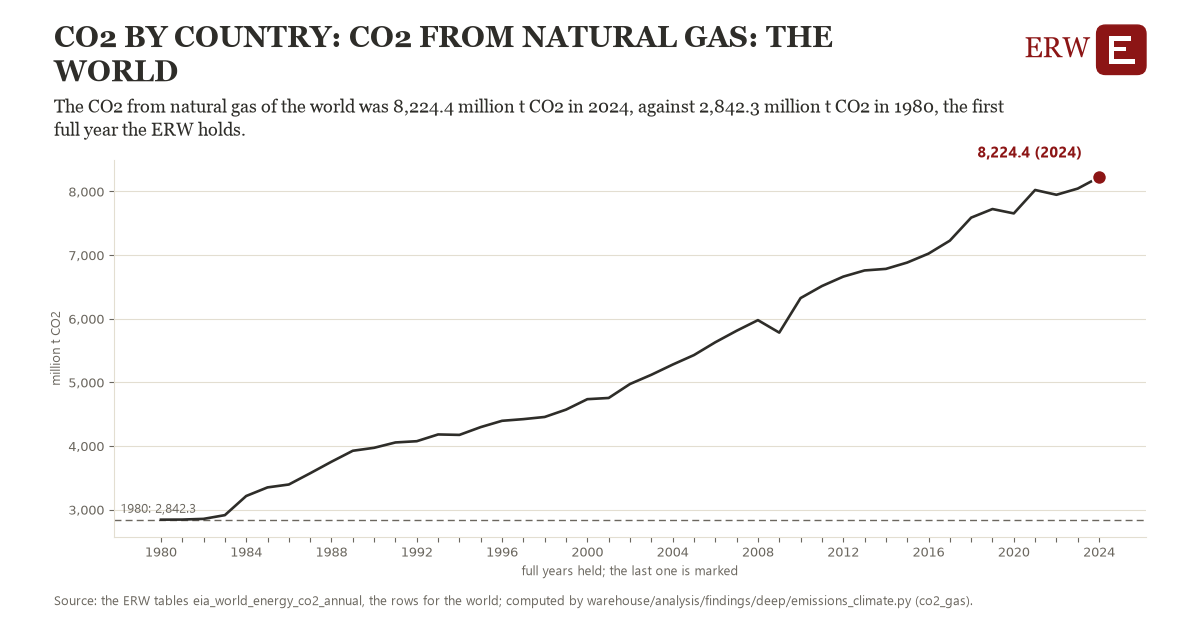 CO2 BY COUNTRY: CO2 FROM NATURAL GAS: THE
WORLD
ERW E
The CO2 from natural gas of the world was 8,224.4 million t CO2 in 2024, against 2,842.3 million t CO2 in 1980, the first
full year the ERW holds.
8,224.4 (2024)
8,000
7,000
6,000
5,000
4,000
3,000
million t CO2
1980: 2,842.3
1980 1984 1988 1992 1996 2000 2004 2008 2012 2016 2020 2024
full years held; the last one is marked
Source: the ERW tables eia_world_energy_co2_annual, the rows for the world; computed by warehouse/analysis/findings/deep/emissions_climate.py (co2_gas).